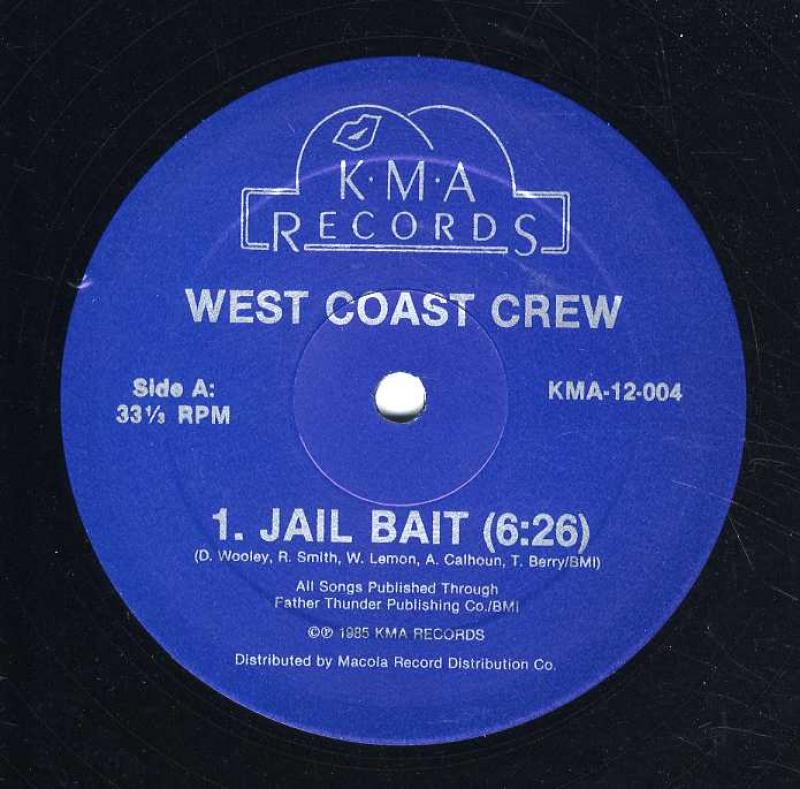 K·M·A
RECORDS
WEST COAST CREW
Side A:
33⅓ RPM
KMA-12-004
1. JAIL BAIT (6:26)
(D. Wooley, R. Smith, W. Lemon, A. Calhoun, T. Berry/BMI)
All Songs Published Through
Father Thunder Publishing Co./BMI
©℗ 1985 KMA RECORDS
Distributed by Macola Record Distribution Co.